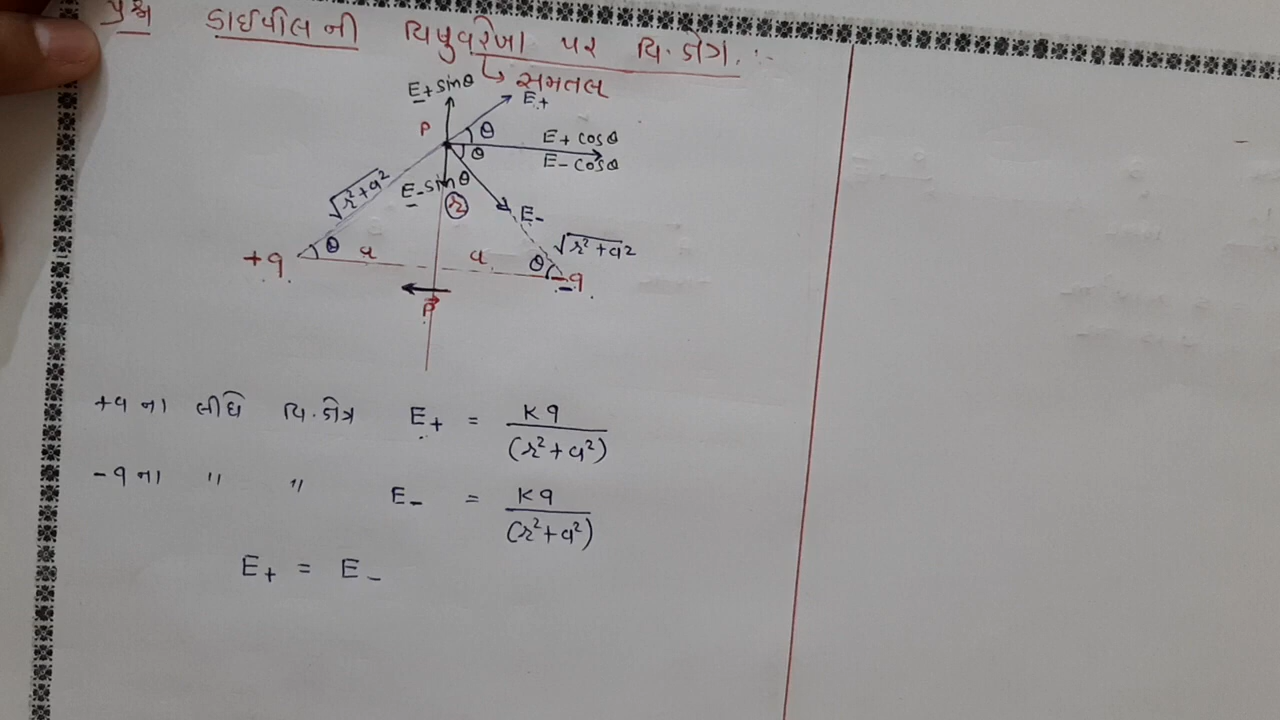 પ્રશ્ન ડાઈપોલ ની વિષુવરેખા પર વિ. ક્ષેત્ર. :
↳ સમતલ
E+ sinθ
E+
P
θ
E+ cosθ
θ
E- cosθ
√r²+a²
E- sinθ
r
E-
√r²+a²
+q
θ
a
a
θ
-q
P⃗
+q ના લીધે વિ. ક્ષેત્ર E+ = Kq / (r²+a²)
-q ના " " E- = Kq / (r²+a²)
E+ = E-